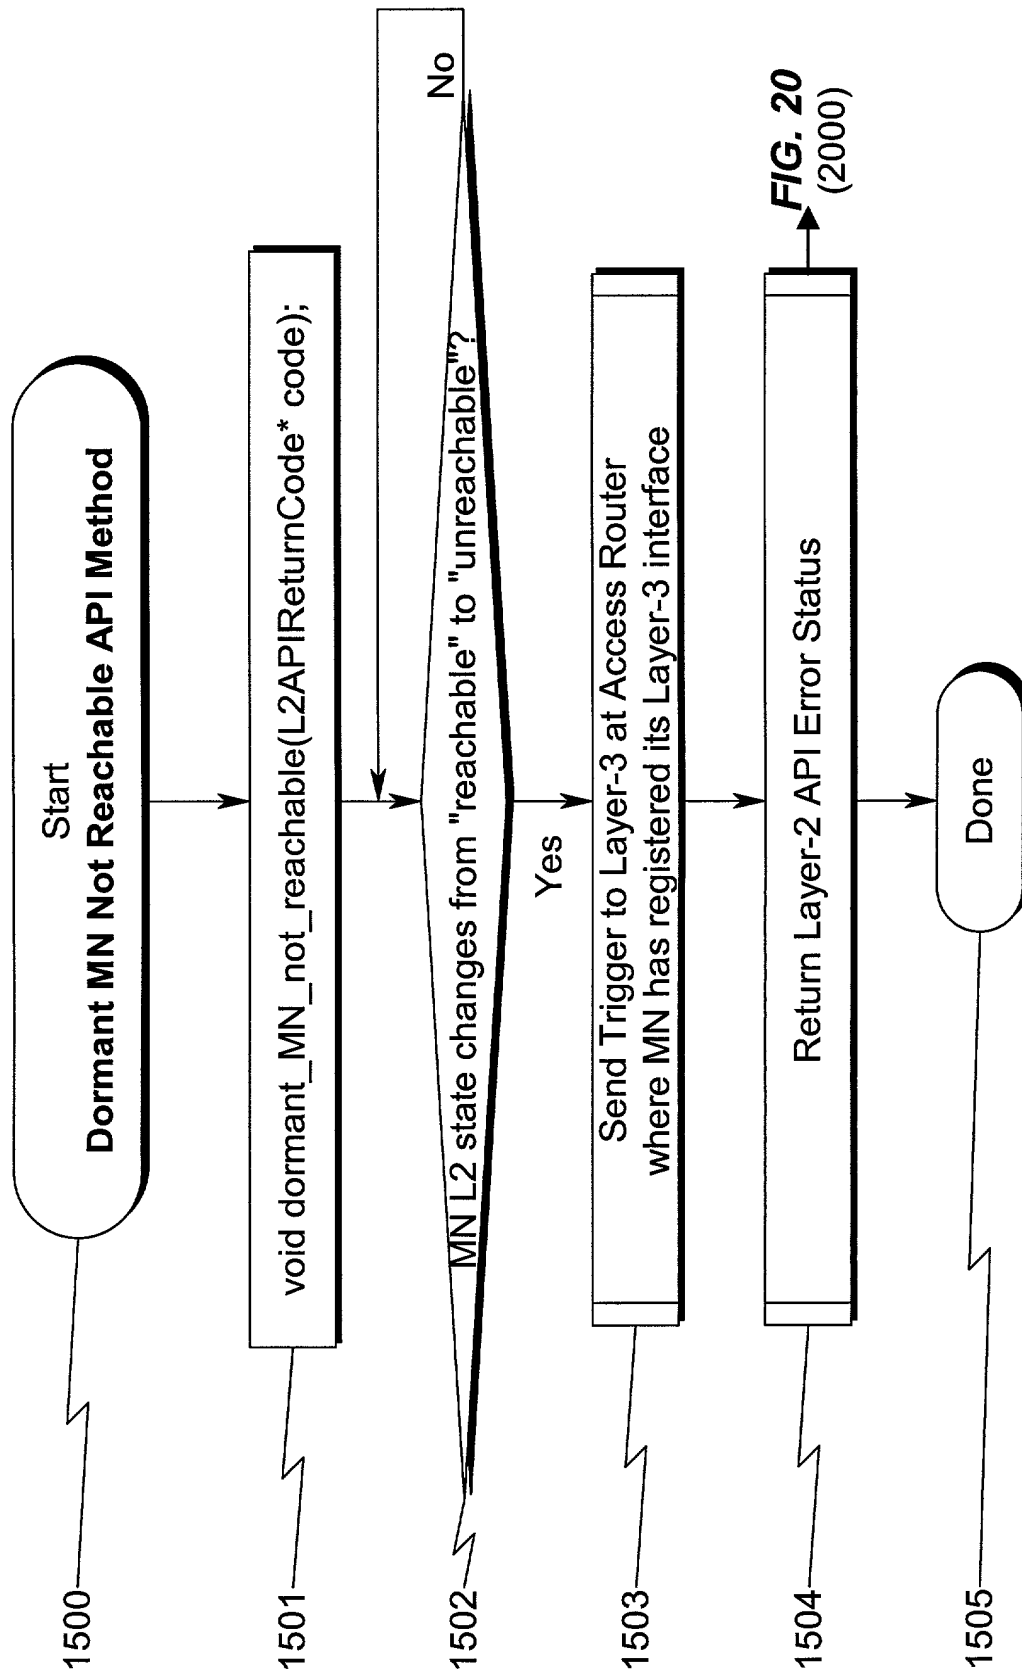 Start
Dormant MN Not Reachable API Method
1500
void dormant_MN_not_reachable(L2APIReturnCode* code);
1501
No
MN L2 state changes from "reachable" to "unreachable"?
1502
Yes
Send Trigger to Layer-3 at Access Router
where MN has registered its Layer-3 interface
1503
Return Layer-2 API Error Status
FIG. 20
(2000)
1504
Done
1505